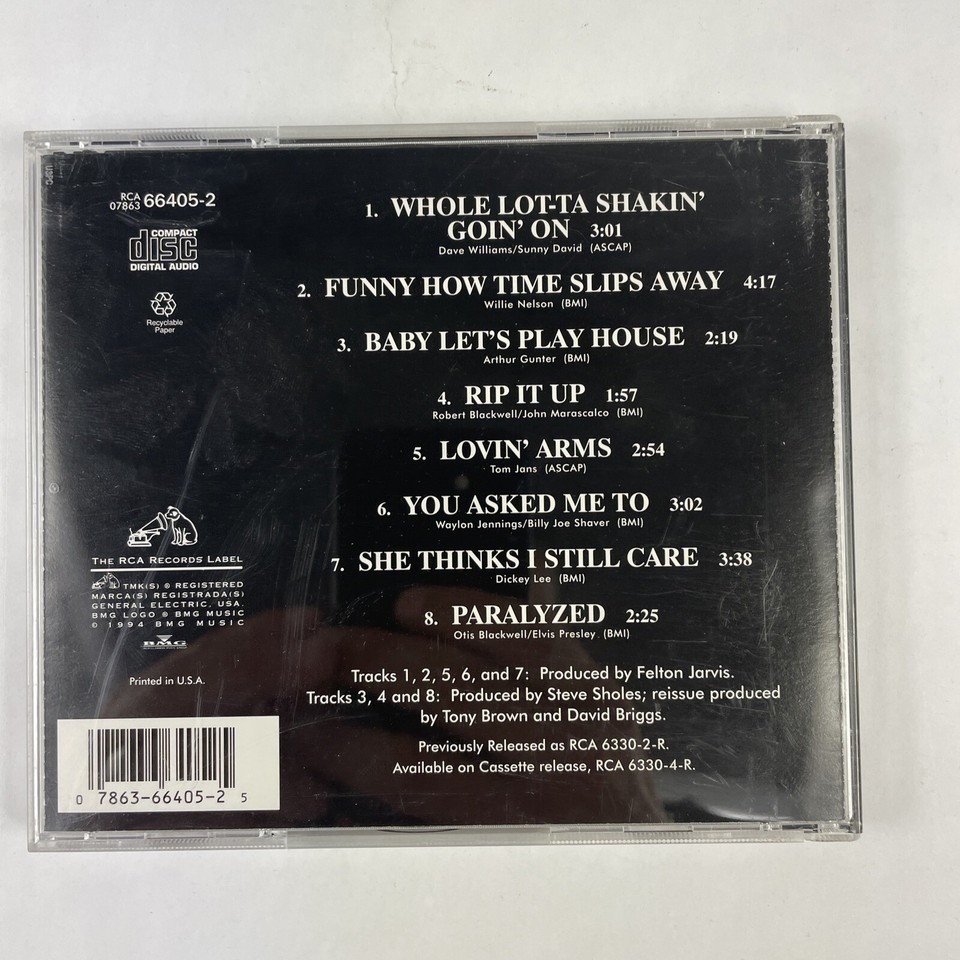 RCA
07863 66405-2
COMPACT
disc
DIGITAL AUDIO
Recyclable
Paper
1. WHOLE LOT-TA SHAKIN'
GOIN' ON 3:01
Dave Williams/Sunny David (ASCAP)
2. FUNNY HOW TIME SLIPS AWAY 4:17
Willie Nelson (BMI)
3. BABY LET'S PLAY HOUSE 2:19
Arthur Gunter (BMI)
4. RIP IT UP 1:57
Robert Blackwell/John Marascalco (BMI)
5. LOVIN' ARMS 2:54
Tom Jans (ASCAP)
6. YOU ASKED ME TO 3:02
Waylon Jennings/Billy Joe Shaver (BMI)
7. SHE THINKS I STILL CARE 3:38
Dickey Lee (BMI)
8. PARALYZED 2:25
Otis Blackwell/Elvis Presley (BMI)
THE RCA RECORDS LABEL
TMK(S) ® REGISTERED
MARCA(S) REGISTRADA(S)
GENERAL ELECTRIC, USA.
BMG LOGO ® BMG MUSIC
© 1994 BMG MUSIC
BMG
Printed in U.S.A.
Tracks 1, 2, 5, 6, and 7: Produced by Felton Jarvis.
Tracks 3, 4 and 8: Produced by Steve Sholes; reissue produced
by Tony Brown and David Briggs.
Previously Released as RCA 6330-2-R.
Available on Cassette release, RCA 6330-4-R.
0 7863-66405-2 5